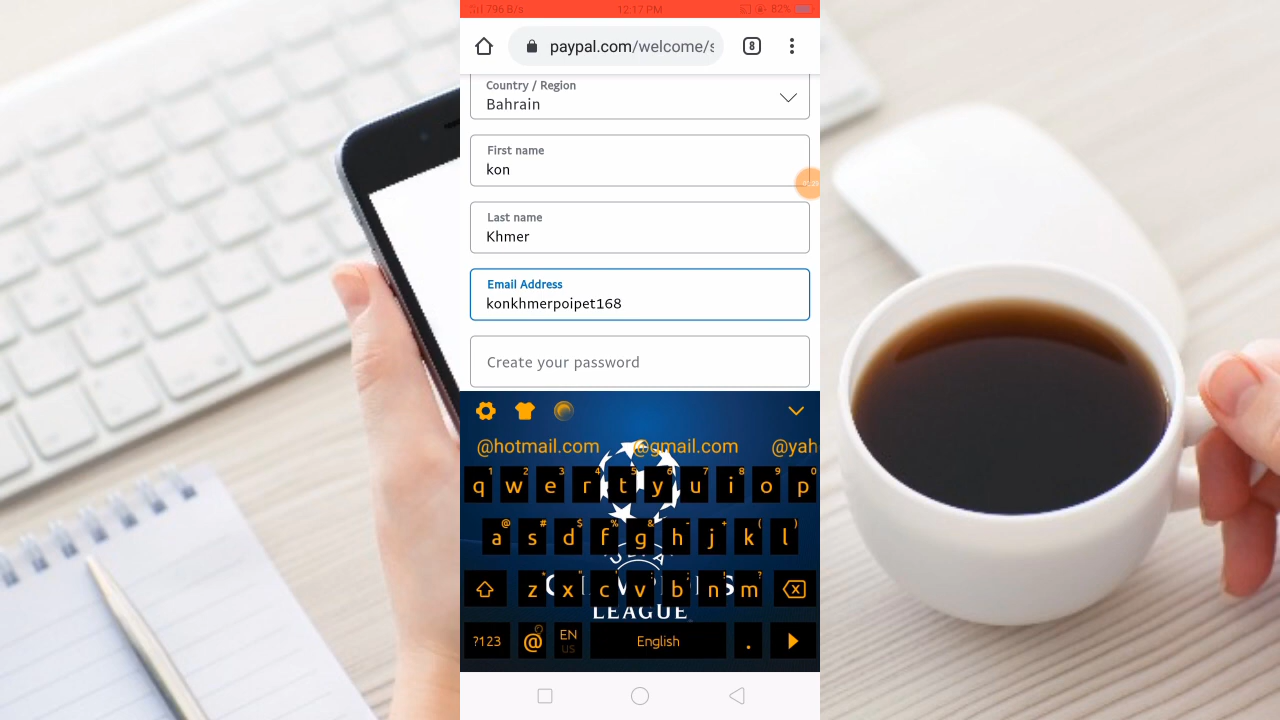 796 B/s 12:17 PM 82%
paypal.com/welcome/s 8
Country / Region
Bahrain
First name
kon
Last name
Khmer
Email Address
konkhmerpoipet168
Create your password
@hotmail.com @gmail.com @yah
1 2 3 4 5 6 7 8 9 0
q w e r t y u i o p
@ # $ % & - + ( )
a s d f g h j k l
z x c v b n m
LEAGUE
?123 @ EN US English .